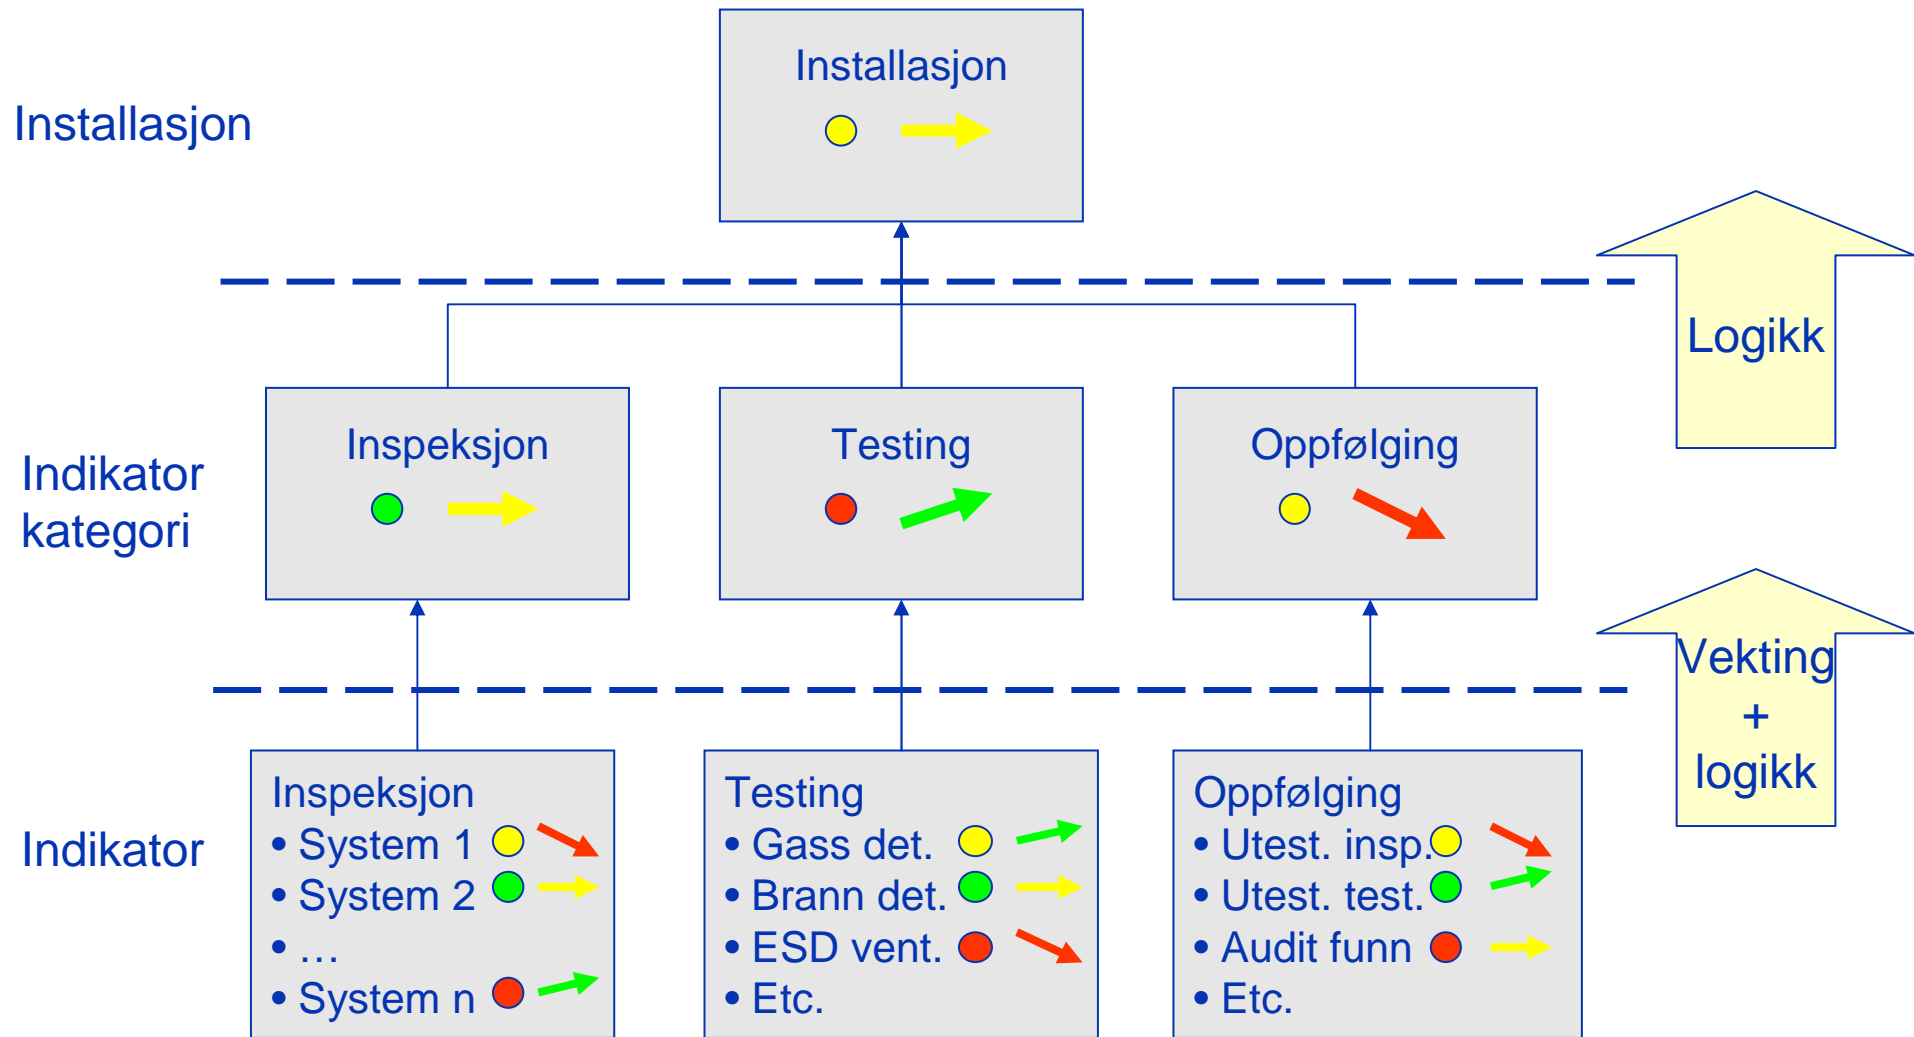 Installasjon
Installasjon
Logikk
Indikator
kategori
Inspeksjon
Testing
Oppfølging
Vekting
+
logikk
Indikator
Inspeksjon
• System 1
• System 2
• …
• System n
Testing
• Gass det.
• Brann det.
• ESD vent.
• Etc.
Oppfølging
• Utest. insp.
• Utest. test.
• Audit funn
• Etc.